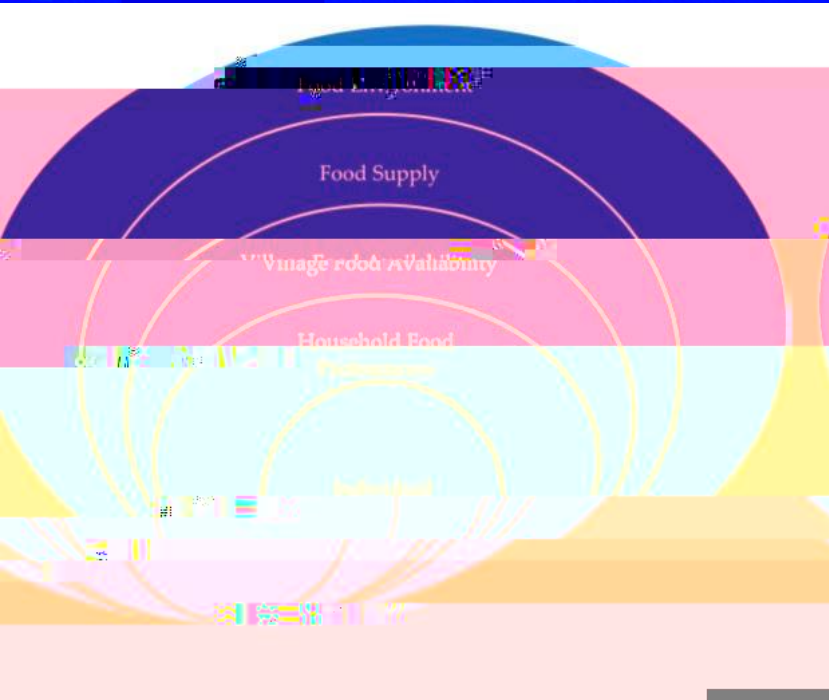 Food Environment
Food Supply
Village Food Availability
Household Food
Individual